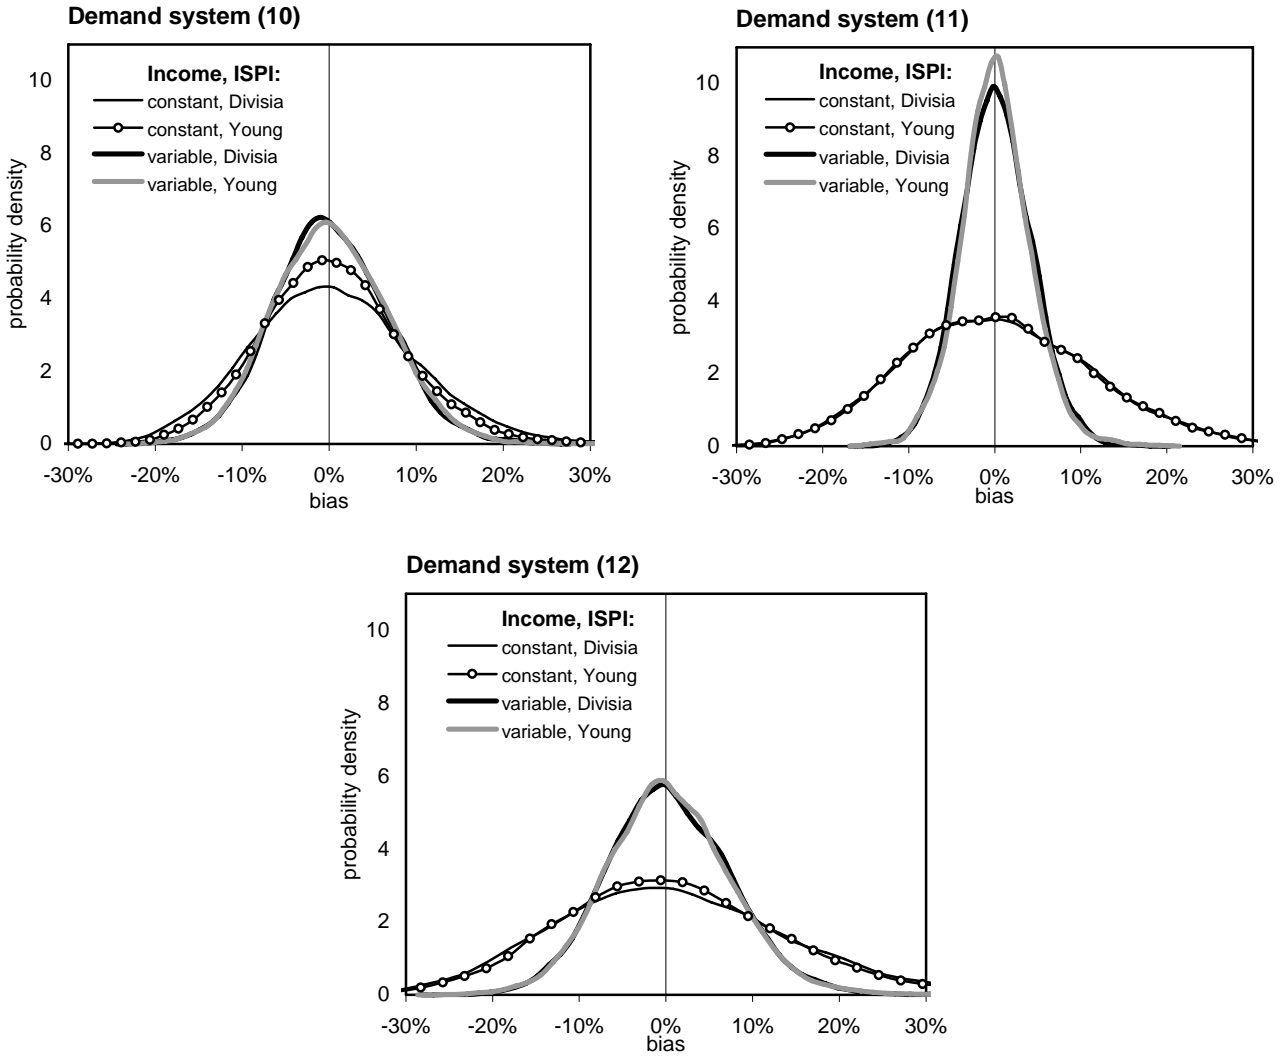 Demand system (10)
10
8
6
4
2
0
probability density
Income, ISPI:
constant, Divisia
constant, Young
variable, Divisia
variable, Young
-30% -20% -10% 0% 10% 20% 30%
bias
Demand system (11)
10
8
6
4
2
0
probability density
Income, ISPI:
constant, Divisia
constant, Young
variable, Divisia
variable, Young
-30% -20% -10% 0% 10% 20% 30%
bias
Demand system (12)
10
8
6
4
2
0
probability density
Income, ISPI:
constant, Divisia
constant, Young
variable, Divisia
variable, Young
-30% -20% -10% 0% 10% 20% 30%
bias